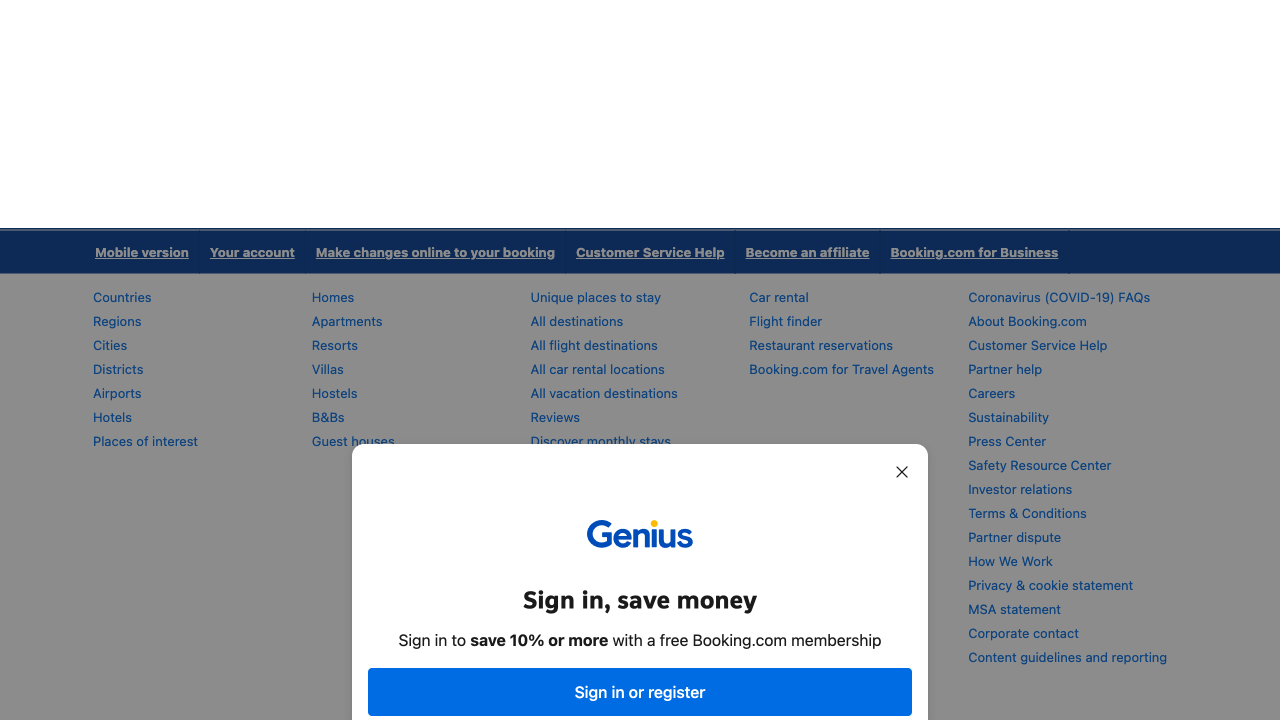 Mobile version Your account Make changes online to your booking Customer Service Help Become an affiliate Booking.com for Business
Countries
Regions
Cities
Districts
Airports
Hotels
Places of interest
Homes
Apartments
Resorts
Villas
Hostels
B&Bs
Guest houses
Unique places to stay
All destinations
All flight destinations
All car rental locations
All vacation destinations
Reviews
Discover monthly stays
Car rental
Flight finder
Restaurant reservations
Booking.com for Travel Agents
Coronavirus (COVID-19) FAQs
About Booking.com
Customer Service Help
Partner help
Careers
Sustainability
Press Center
Safety Resource Center
Investor relations
Terms & Conditions
Partner dispute
How We Work
Privacy & cookie statement
MSA statement
Corporate contact
Content guidelines and reporting
Genius
Sign in, save money
Sign in to save 10% or more with a free Booking.com membership
Sign in or register